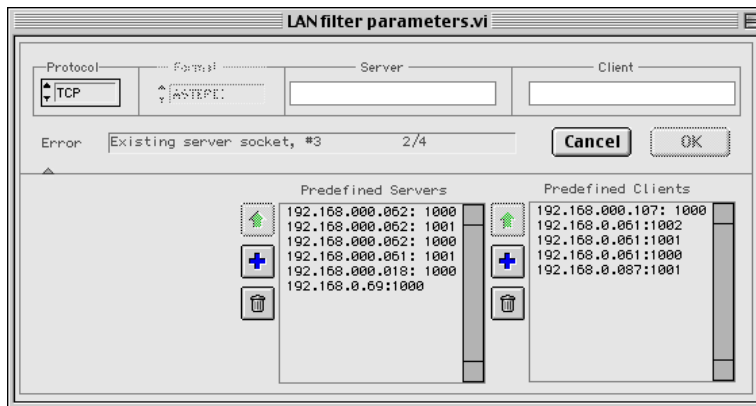 LAN filter parameters.vi
Protocol
Format
Server
Client
TCP
Error
Existing server socket, #3 2/4
Cancel
OK
Predefined Servers
192.168.000.062: 1000
192.168.000.062: 1001
192.168.000.062: 1000
192.168.000.061: 1001
192.168.000.018: 1000
192.168.0.69:1000
Predefined Clients
192.168.000.107: 1000
192.168.0.061:1002
192.168.0.061:1001
192.168.0.061:1000
192.168.0.087:1001